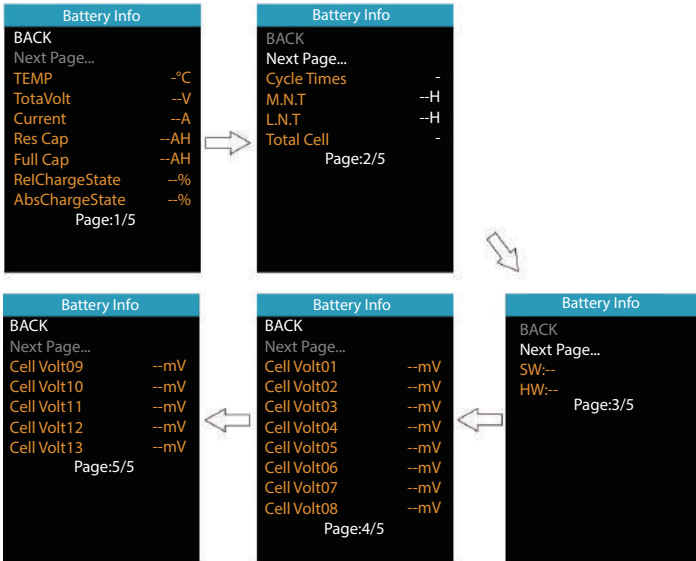 Battery Info
BACK
Next Page...
TEMP -°C
TotaVolt --V
Current --A
Res Cap --AH
Full Cap --AH
RelChargeState --%
AbsChargeState --%
Page:1/5
Battery Info
BACK
Next Page...
Cycle Times -
M.N.T --H
L.N.T --H
Total Cell -
Page:2/5
Battery Info
BACK
Next Page...
SW:--
HW:--
Page:3/5
Battery Info
BACK
Next Page...
Cell Volt01 --mV
Cell Volt02 --mV
Cell Volt03 --mV
Cell Volt04 --mV
Cell Volt05 --mV
Cell Volt06 --mV
Cell Volt07 --mV
Cell Volt08 --mV
Page:4/5
Battery Info
BACK
Next Page...
Cell Volt09 --mV
Cell Volt10 --mV
Cell Volt11 --mV
Cell Volt12 --mV
Cell Volt13 --mV
Page:5/5